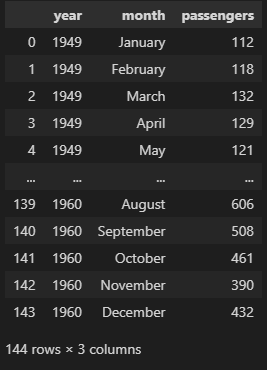 year month passengers
0 1949 January 112
1 1949 February 118
2 1949 March 132
3 1949 April 129
4 1949 May 121
... ... ... ...
139 1960 August 606
140 1960 September 508
141 1960 October 461
142 1960 November 390
143 1960 December 432
144 rows × 3 columns